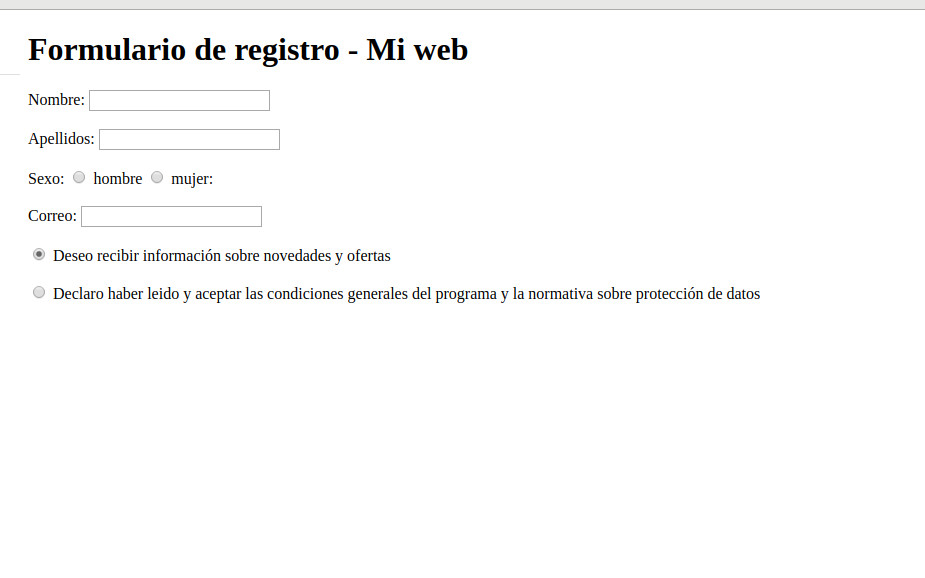 Formulario de registro - Mi web
Nombre:
Apellidos:
Sexo: hombre mujer:
Correo:
Deseo recibir información sobre novedades y ofertas
Declaro haber leido y aceptar las condiciones generales del programa y la normativa sobre protección de datos